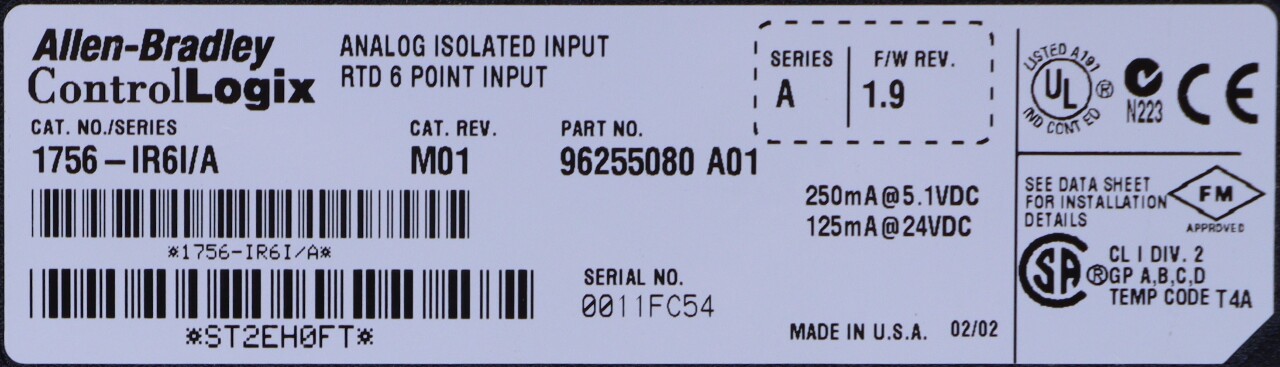 Allen-Bradley
ControlLogix
ANALOG ISOLATED INPUT
RTD 6 POINT INPUT
SERIES
A
F/W REV.
1.9
CAT. NO./SERIES
1756-IR6I/A
CAT. REV.
M01
PART NO.
96255080 A01
*1756-IR6I/A*
250mA@5.1VDC
125mA@24VDC
*ST2EH0FT*
SERIAL NO.
0011FC54
MADE IN U.S.A. 02/02
LISTED A197
UL ®
IND CONT EQ
N223
CE
SEE DATA SHEET
FOR INSTALLATION
DETAILS
FM
APPROVED
SA ®
CL I DIV. 2
GP A,B,C,D
TEMP CODE T4A